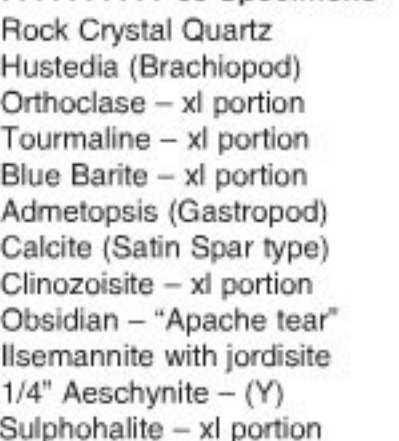 Rock Crystal Quartz
Hustedia (Brachiopod)
Orthoclase – xl portion
Tourmaline – xl portion
Blue Barite – xl portion
Admetopsis (Gastropod)
Calcite (Satin Spar type)
Clinozoisite – xl portion
Obsidian – “Apache tear”
Ilsemannite with jordisite
1/4" Aeschynite – (Y)
Sulphohalite – xl portion